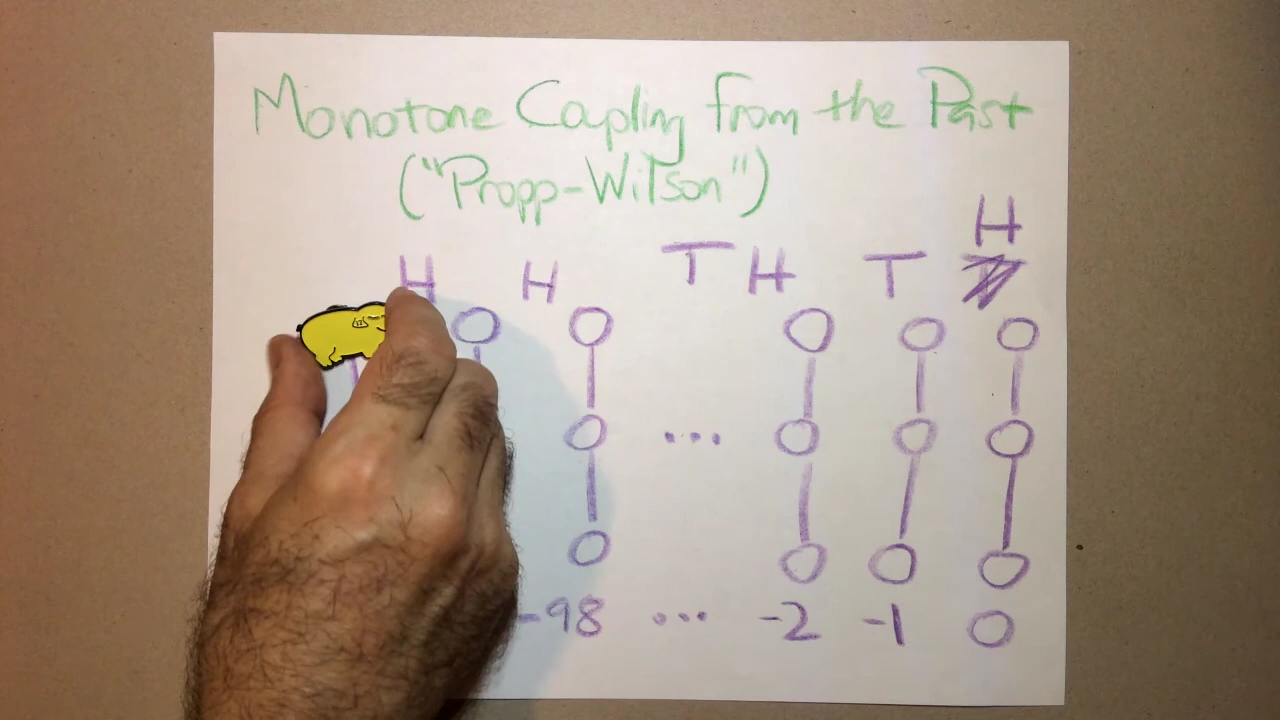 Monotone Coupling from the Past
("Propp-Wilson")
H H T H T H
-98 ... -2 -1 0